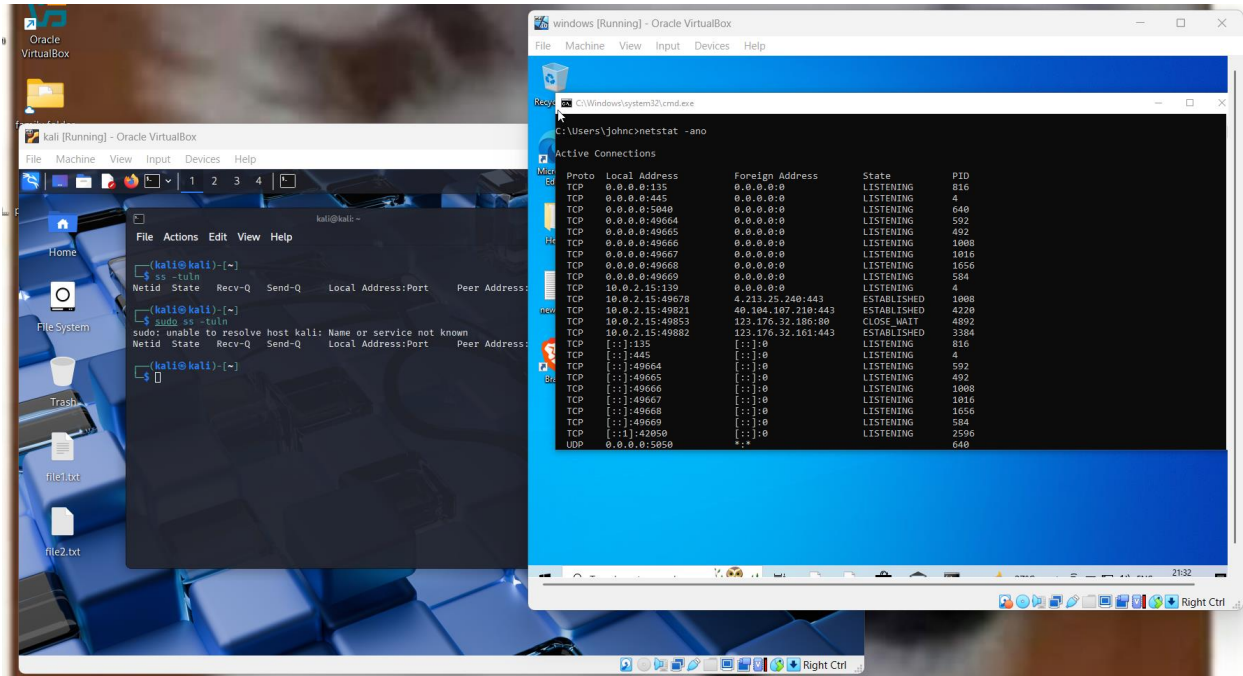 Oracle
VirtualBox
kali [Running] - Oracle VirtualBox
File Machine View Input Devices Help
1 2 3 4
kali@kali: ~
File Actions Edit View Help
Home
File System
Trash
file1.txt
file2.txt
┌──(kali㉿kali)-[~]
└─$ ss -tuln
Netid State Recv-Q Send-Q Local Address:Port Peer Address:
┌──(kali㉿kali)-[~]
└─$ sudo ss -tuln
sudo: unable to resolve host kali: Name or service not known
Netid State Recv-Q Send-Q Local Address:Port Peer Address:
┌──(kali㉿kali)-[~]
└─$
Right Ctrl
windows [Running] - Oracle VirtualBox
File Machine View Input Devices Help
C:\Windows\system32\cmd.exe
C:\Users\johnc>netstat -ano
Active Connections
Proto Local Address Foreign Address State PID
TCP 0.0.0.0:135 0.0.0.0:0 LISTENING 816
TCP 0.0.0.0:445 0.0.0.0:0 LISTENING 4
TCP 0.0.0.0:5040 0.0.0.0:0 LISTENING 640
TCP 0.0.0.0:49664 0.0.0.0:0 LISTENING 592
TCP 0.0.0.0:49665 0.0.0.0:0 LISTENING 492
TCP 0.0.0.0:49666 0.0.0.0:0 LISTENING 1008
TCP 0.0.0.0:49667 0.0.0.0:0 LISTENING 1016
TCP 0.0.0.0:49668 0.0.0.0:0 LISTENING 1656
TCP 0.0.0.0:49669 0.0.0.0:0 LISTENING 584
TCP 10.0.2.15:139 0.0.0.0:0 LISTENING 4
TCP 10.0.2.15:49678 4.213.25.240:443 ESTABLISHED 1008
TCP 10.0.2.15:49821 40.104.107.210:443 ESTABLISHED 4220
TCP 10.0.2.15:49853 123.176.32.186:80 CLOSE_WAIT 4892
TCP 10.0.2.15:49882 123.176.32.161:443 ESTABLISHED 3384
TCP [::]:135 [::]:0 LISTENING 816
TCP [::]:445 [::]:0 LISTENING 4
TCP [::]:49664 [::]:0 LISTENING 592
TCP [::]:49665 [::]:0 LISTENING 492
TCP [::]:49666 [::]:0 LISTENING 1008
TCP [::]:49667 [::]:0 LISTENING 1016
TCP [::]:49668 [::]:0 LISTENING 1656
TCP [::]:49669 [::]:0 LISTENING 584
TCP [::1]:42050 [::]:0 LISTENING 2596
UDP 0.0.0.0:5050 *:* 640
21:32
Right Ctrl